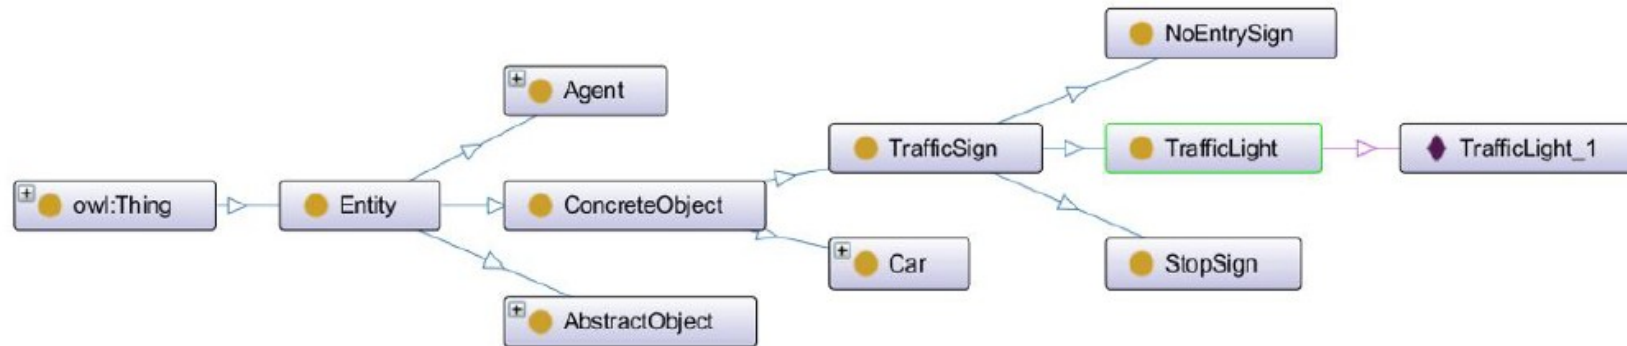 NoEntrySign
Agent
TrafficSign
TrafficLight
TrafficLight_1
owl:Thing
Entity
ConcreteObject
Car
StopSign
AbstractObject